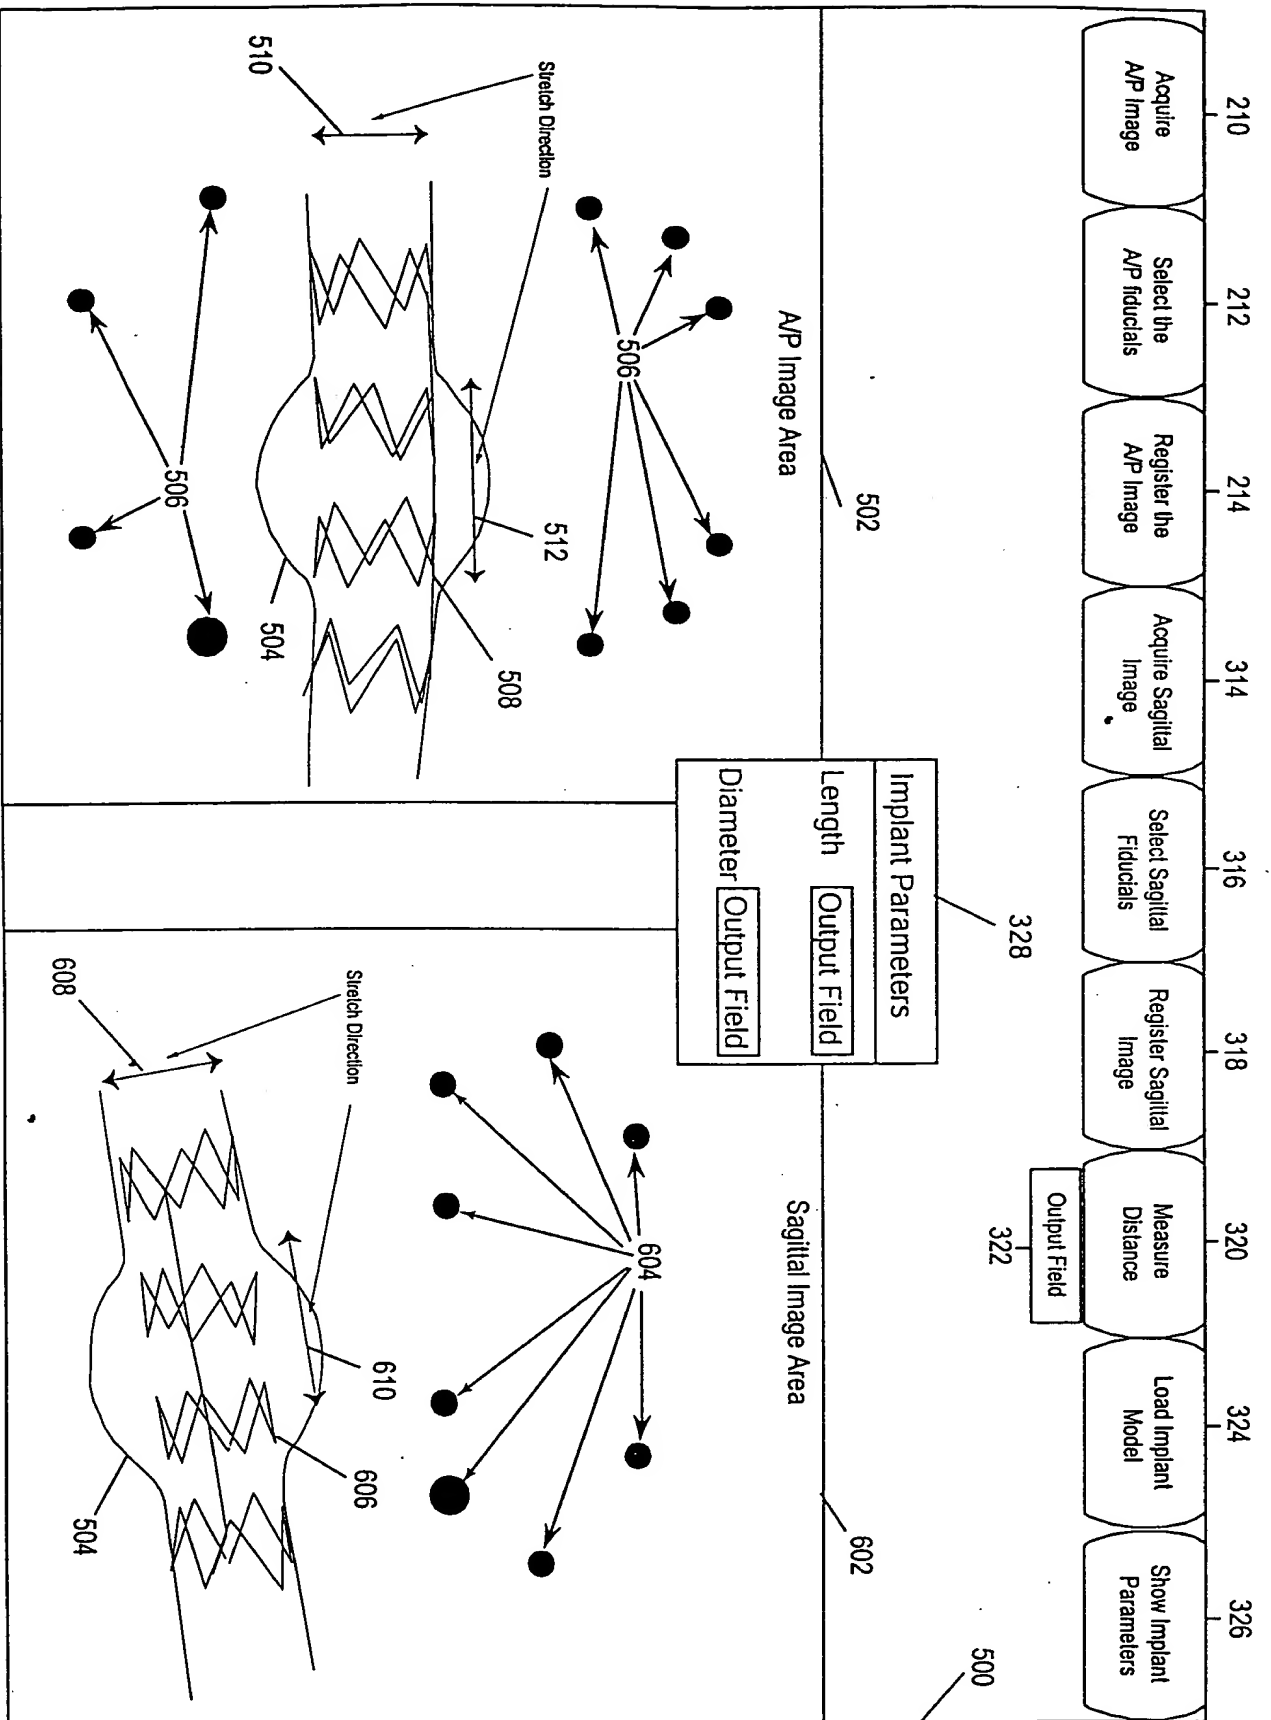 210
212
214
314
316
318
320
324
326
Acquire
A/P Image
Select the
A/P fiducials
Register the
A/P Image
Acquire Sagittal
Image
Select Sagittal
Fiducials
Register Sagittal
Image
Measure
Distance
Load Implant
Model
Show Implant
Parameters
Output Field
322
500
328
502
602
Implant Parameters
Length Output Field
Diameter Output Field
A/P Image Area
506
Stretch Direction
512
510
508
504
506
Sagittal Image Area
604
Stretch Direction
610
608
606
504